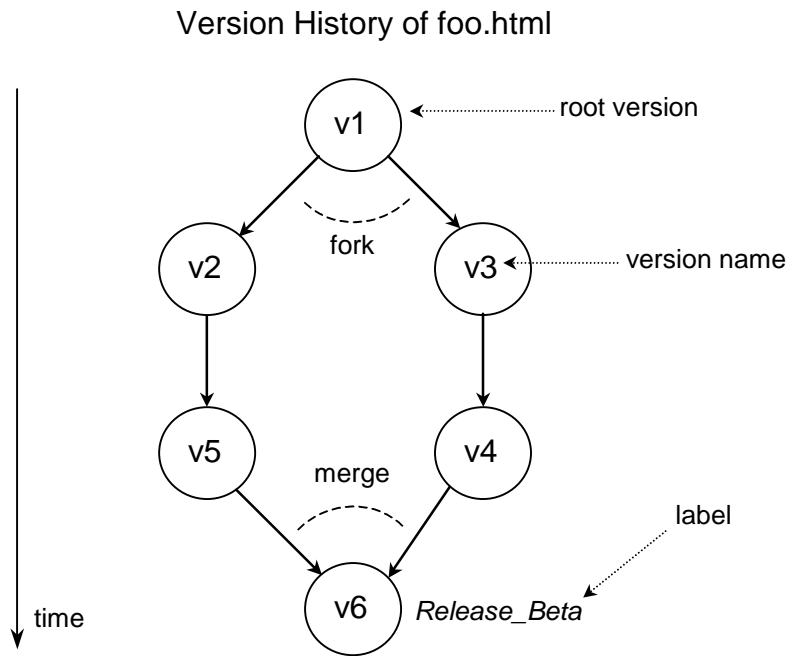 Version History of foo.html
v1
root version
fork
v2
v3
version name
v5
v4
merge
label
v6
Release_Beta
time